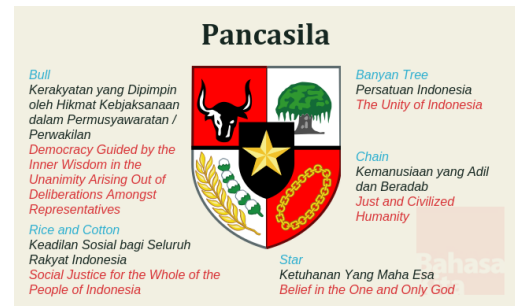 Pancasila
Bull
Kerakyatan yang Dipimpin
oleh Hikmat Kebjaksanaan
dalam Permusyawaratan /
Perwakilan
Democracy Guided by the
Inner Wisdom in the
Unanimity Arising Out of
Deliberations Amongst
Representatives
Rice and Cotton
Keadilan Sosial bagi Seluruh
Rakyat Indonesia
Social Justice for the Whole of the
People of Indonesia
Banyan Tree
Persatuan Indonesia
The Unity of Indonesia
Chain
Kemanusiaan yang Adil
dan Beradab
Just and Civilized
Humanity
Star
Ketuhanan Yang Maha Esa
Belief in the One and Only God
Bahasa